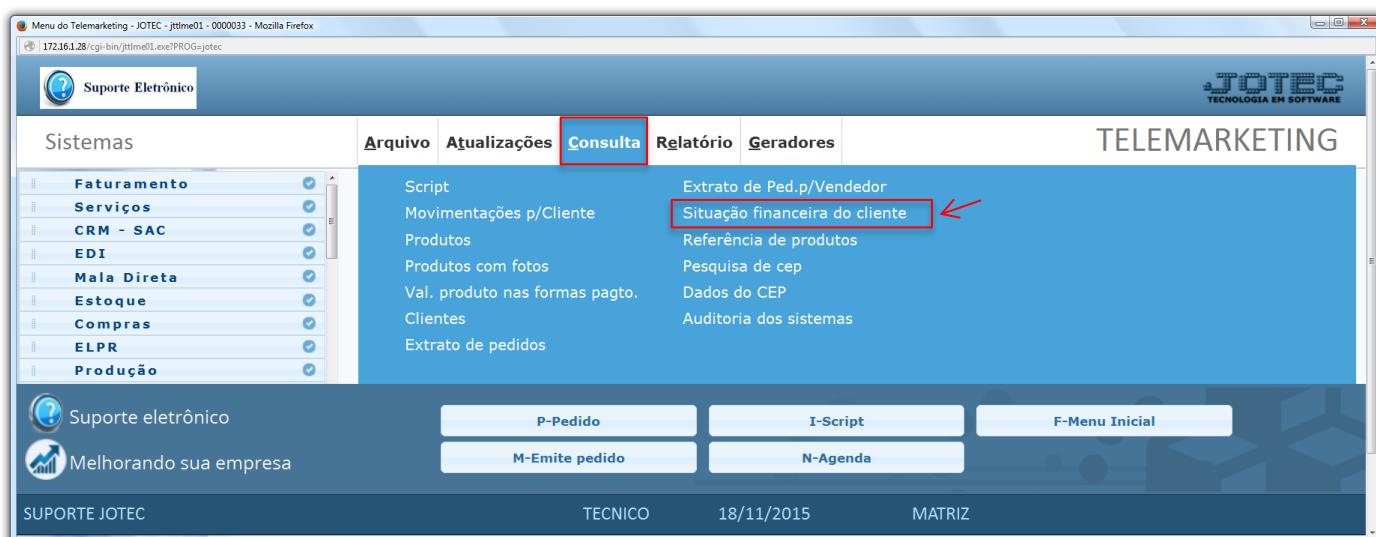 Menu do Telemarketing - JOTEC - jttlme01 - 0000033 - Mozilla Firefox
172.16.1.28/cgi-bin/jttlme01.exe?PROG=jotec
Suporte Eletrônico
JOTEC
TECNOLOGIA EM SOFTWARE
Sistemas
Arquivo Atualizações Consulta Relatório Geradores
TELEMARKETING
Faturamento
Serviços
CRM - SAC
EDI
Mala Direta
Estoque
Compras
ELPR
Produção
Script
Movimentações p/Cliente
Produtos
Produtos com fotos
Val. produto nas formas pagto.
Clientes
Extrato de pedidos
Extrato de Ped.p/Vendedor
Situação financeira do cliente
Referência de produtos
Pesquisa de cep
Dados do CEP
Auditoria dos sistemas
Suporte eletrônico
Melhorando sua empresa
P-Pedido I-Script F-Menu Inicial
M-Emite pedido N-Agenda
SUPORTE JOTEC TECNICO 18/11/2015 MATRIZ